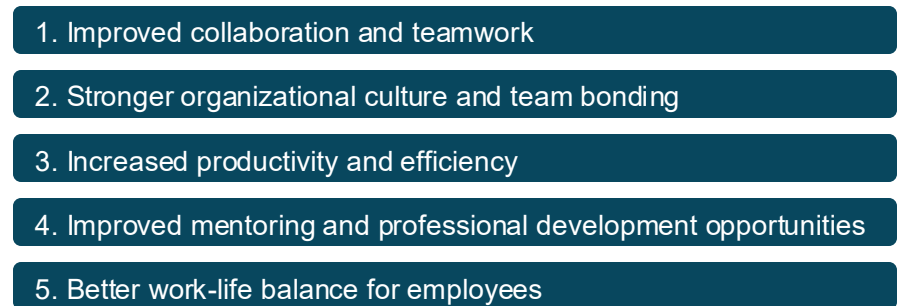 1. Improved collaboration and teamwork
2. Stronger organizational culture and team bonding
3. Increased productivity and efficiency
4. Improved mentoring and professional development opportunities
5. Better work-life balance for employees